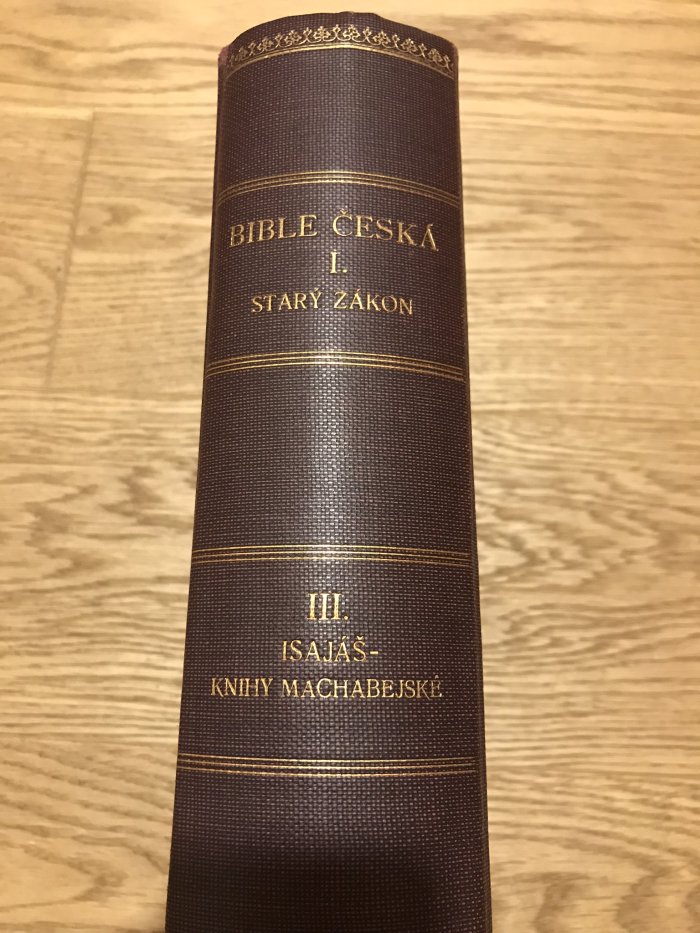 BIBLE ČESKÁ
I.
STARÝ ZÁKON
III.
ISAJÁŠ-
KNIHY MACHABEJSKÉ